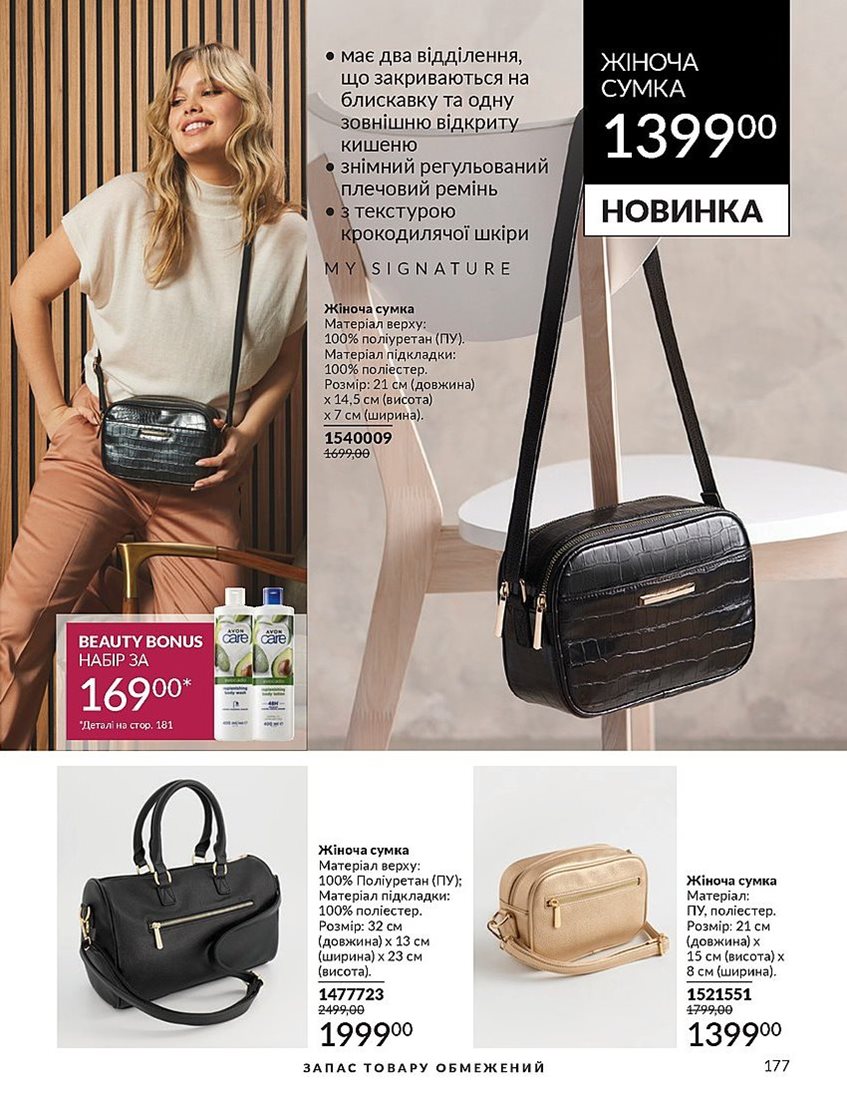 • має два відділення,
що закриваються на
блискавку та одну
зовнішню відкриту
кишеню
• знімний регульований
плечовий ремінь
• з текстурою
крокодилячої шкіри
MY SIGNATURE
Жіноча сумка
Матеріал верху:
100% поліуретан (ПУ).
Матеріал підкладки:
100% поліестер.
Розмір: 21 см (довжина)
х 14,5 см (висота)
х 7 см (ширина).
1540009
1699,00
ЖІНОЧА
СУМКА
1399 00
НОВИНКА
BEAUTY BONUS
НАБІР ЗА
169 00*
*Деталі на стор. 181
AVON
care
avocado
replenishing
body wash
400 ml
AVON
care
avocado
replenishing
body lotion
48H
400 ml
Жіноча сумка
Матеріал верху:
100% Поліуретан (ПУ);
Матеріал підкладки:
100% поліестер.
Розмір: 32 см
(довжина) х 13 см
(ширина) х 23 см
(висота).
1477723
2499,00
1999 00
Жіноча сумка
Матеріал:
ПУ, поліестер.
Розмір: 21 см
(довжина) х
15 см (висота) х
8 см (ширина).
1521551
1799,00
1399 00
ЗАПАС ТОВАРУ ОБМЕЖЕНИЙ
177